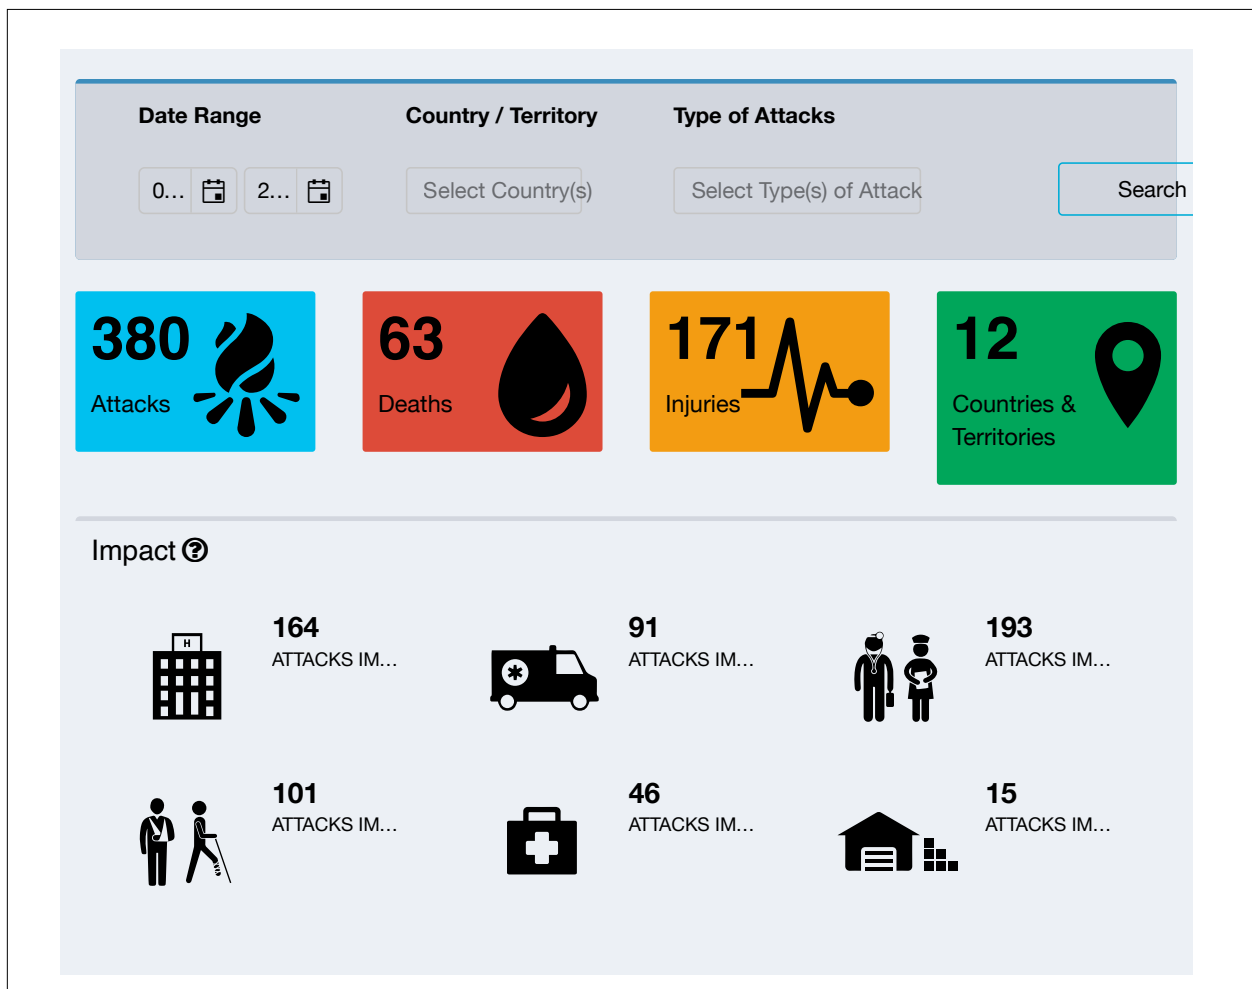 Date Range
Country / Territory
Type of Attacks
0...
2...
Select Country(s)
Select Type(s) of Attack
Search
380
Attacks
63
Deaths
171
Injuries
12
Countries &
Territories
Impact ?
H
164
ATTACKS IM...
91
ATTACKS IM...
193
ATTACKS IM...
101
ATTACKS IM...
46
ATTACKS IM...
15
ATTACKS IM...